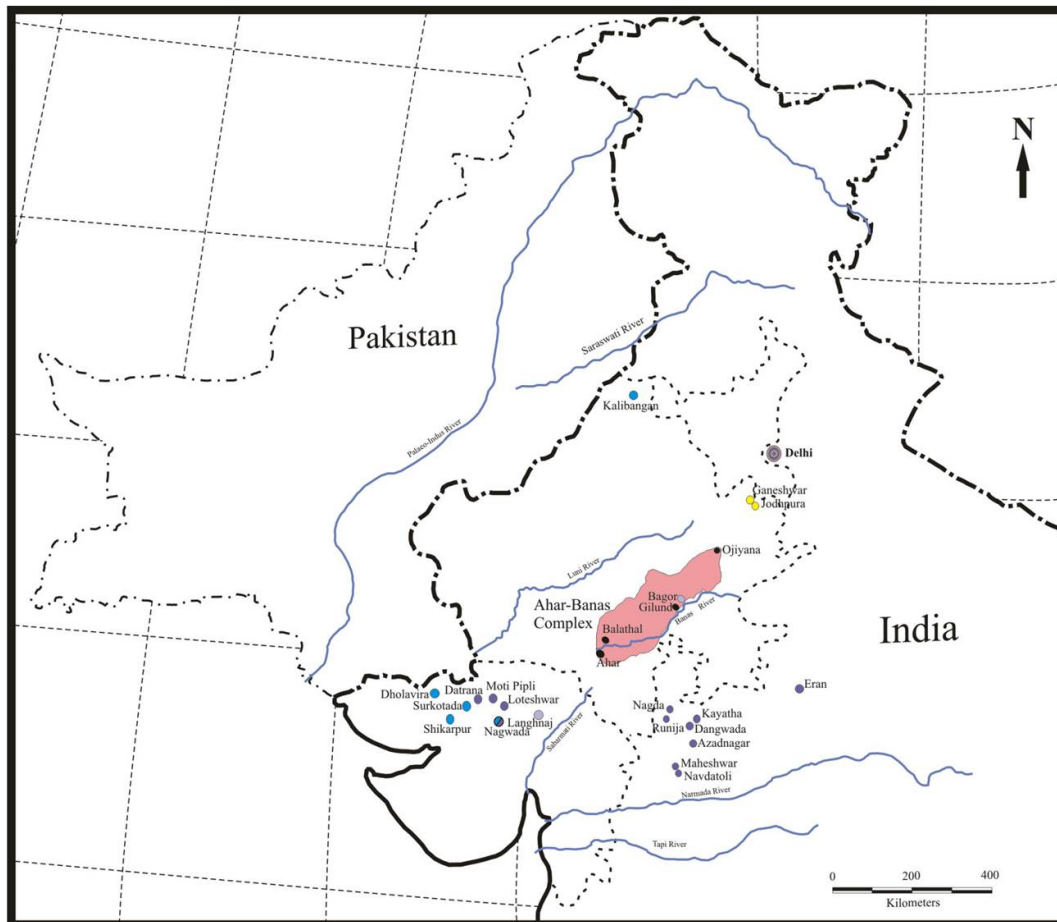 N
Pakistan
Saraswati River
Kalibangan
Palaeo-Indus River
Delhi
Ganeshwar
Jodhpura
Luni River
Ojiyana
Ahar-Banas
Complex
Bagor
Gilund
Banas River
Balathal
Ahar
India
Dholavira
Datrana
Moti Pipli
Surkotada
Loteshwar
Shikarpur
Langhnaj
Nagwada
Sabarmati River
Eran
Nagda
Kayatha
Runija
Dangwada
Azadnagar
Maheshwar
Navdatoli
Narmada River
Tapi River
0 200 400
Kilometers